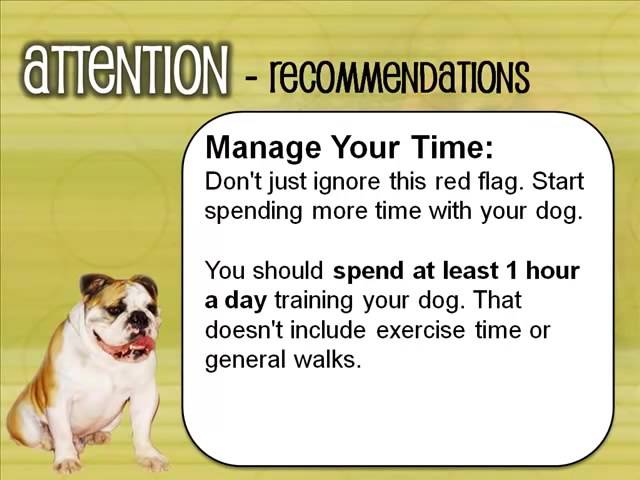 ATTENTION - RECOMMENDATIONS
Manage Your Time:
Don't just ignore this red flag. Start
spending more time with your dog.
You should spend at least 1 hour
a day training your dog. That
doesn't include exercise time or
general walks.